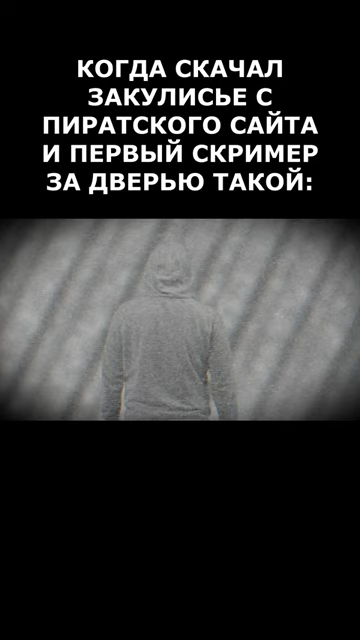 КОГДА СКАЧАЛ
ЗАКУЛИСЬЕ С
ПИРАТСКОГО САЙТА
И ПЕРВЫЙ СКРИМЕР
ЗА ДВЕРЬЮ ТАКОЙ: